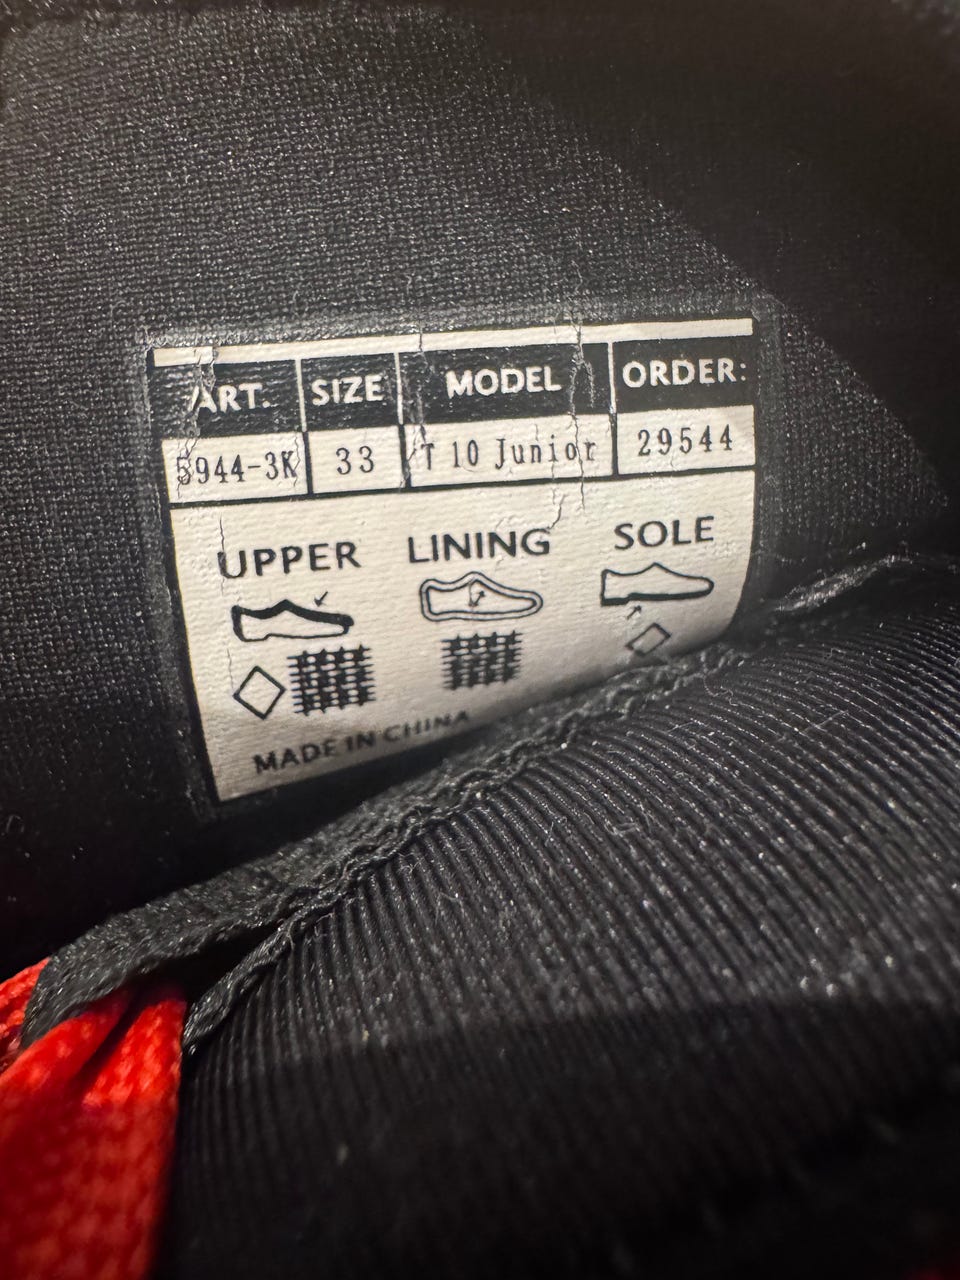 ART. SIZE MODEL ORDER:
5944-3K 33 T 10 Junior 29544
UPPER LINING SOLE
MADE IN CHINA